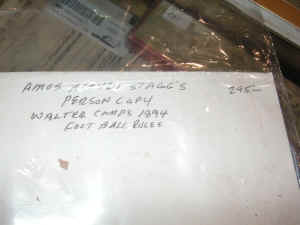 AMOS ALONZO STAGG'S 295—
PERSON COPY
WALTER CAMPS 1894
FOOT BALL RULES